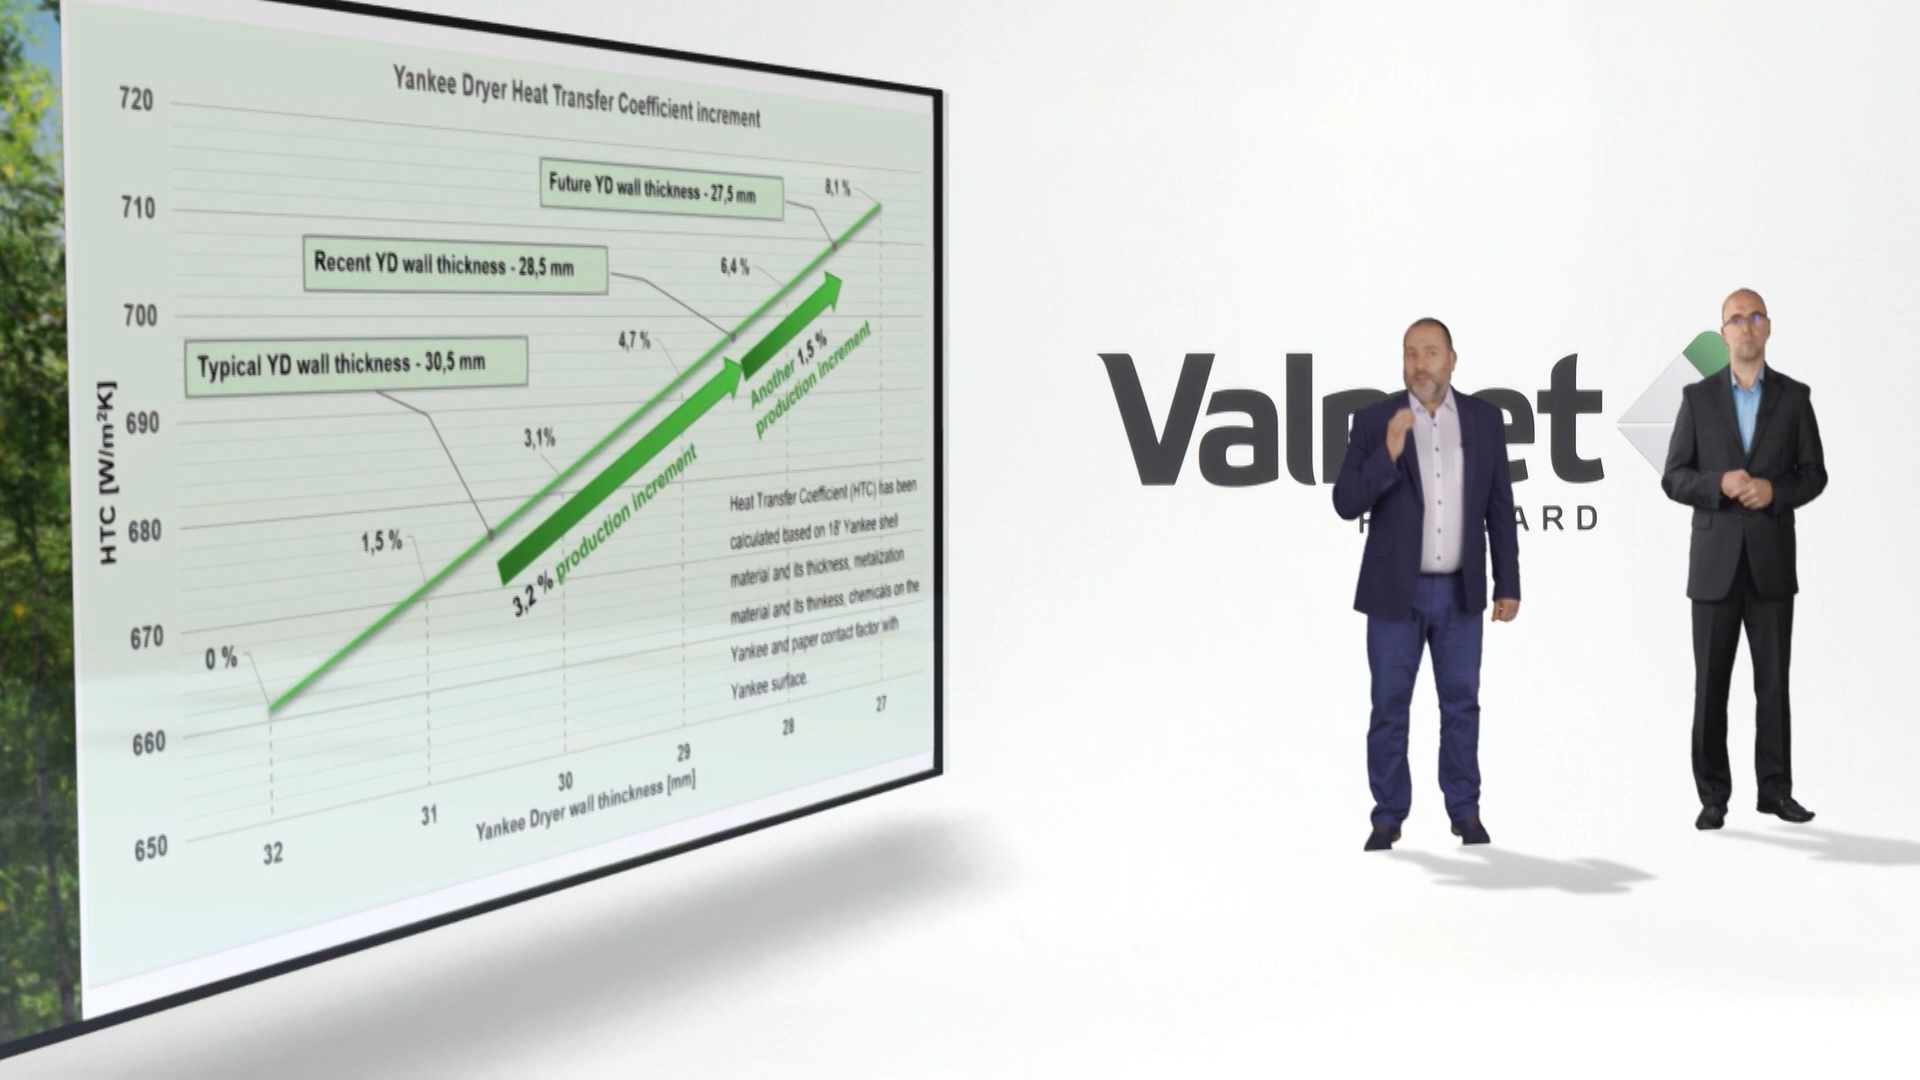 Yankee Dryer Heat Transfer Coefficient increment
720
710
700
690
680
670
660
650
HTC [W/m²K]
Future YD wall thickness - 27,5 mm
Recent YD wall thickness - 28,5 mm
Typical YD wall thickness - 30,5 mm
0 %
1,5 %
3,1%
4,7 %
6,4 %
8,1 %
3,2 % production increment
Another 1,5 %
production increment
Heat Transfer Coefficient (HTC) has been
calculated based on 18' Yankee shell
material and its thickness, metalization
material and its thinkess, chemicals on the
Yankee and paper contact factor with
Yankee surface.
32
31
30
29
28
27
Yankee Dryer wall thinckness [mm]
Val et
ARD